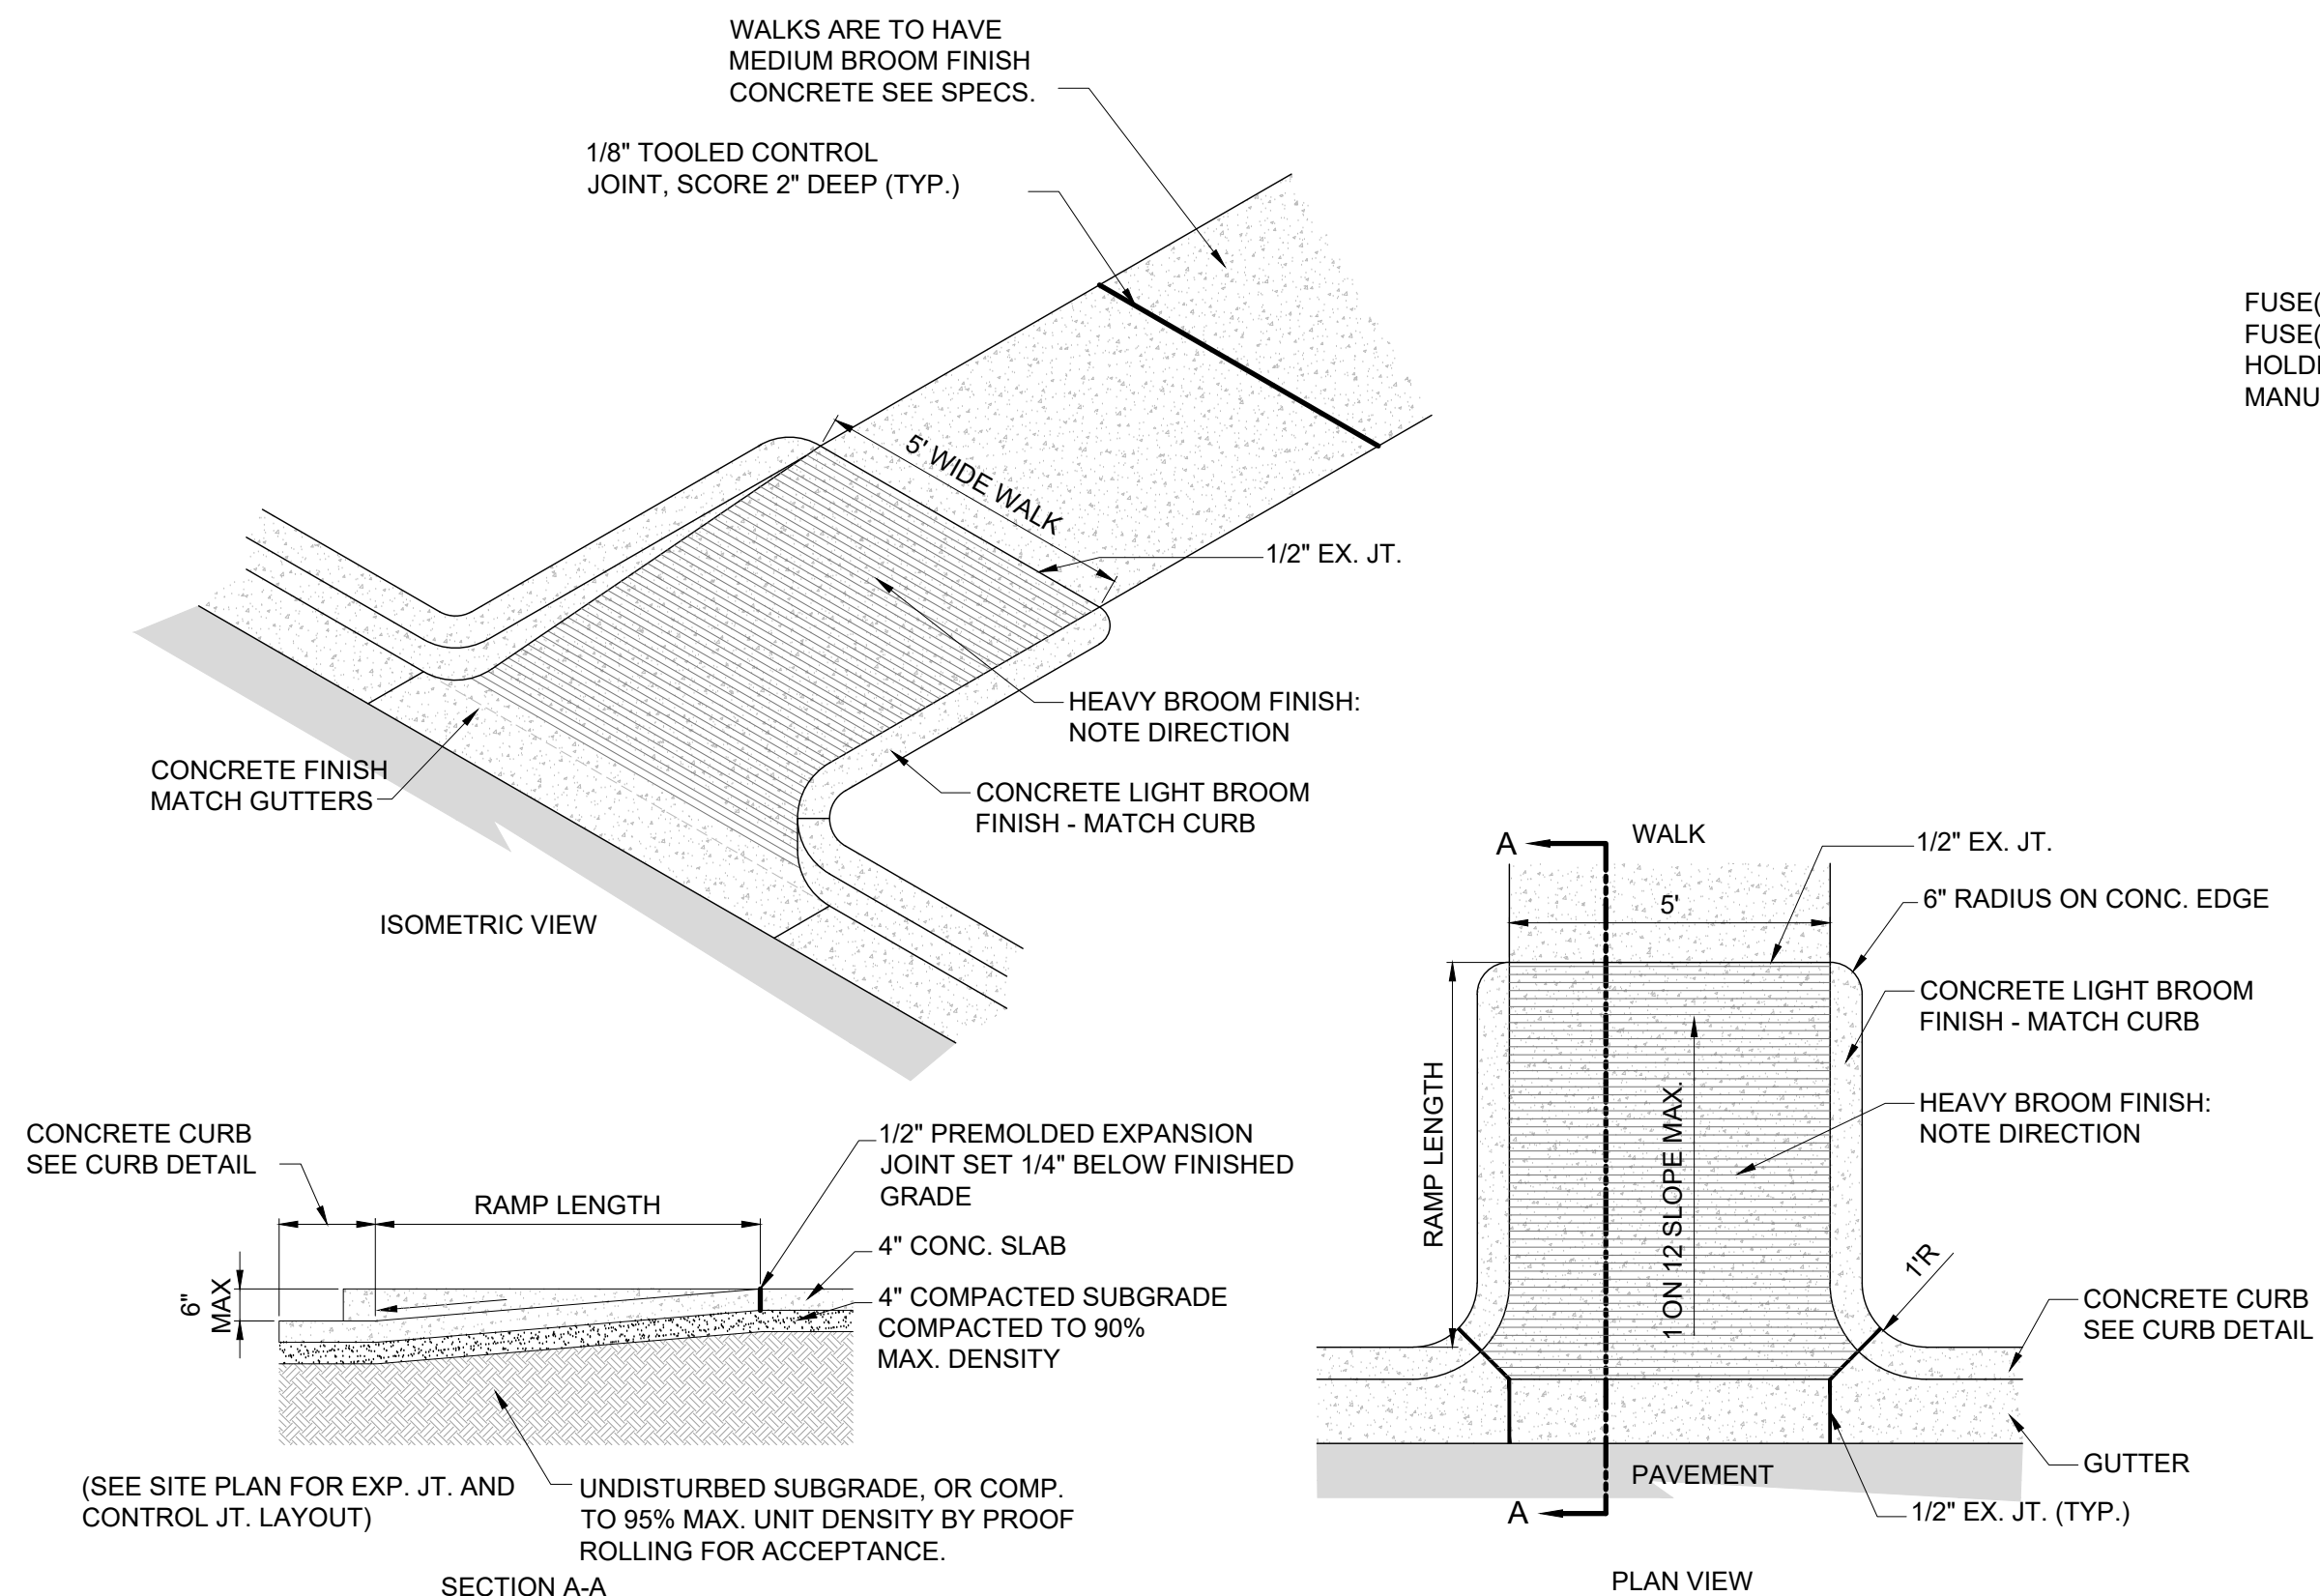 WALKS ARE TO HAVE
MEDIUM BROOM FINISH
CONCRETE SEE SPECS.
1/8" TOOLED CONTROL
JOINT, SCORE 2" DEEP (TYP.)
5' WIDE WALK
1/2" EX. JT.
HEAVY BROOM FINISH:
NOTE DIRECTION
CONCRETE FINISH
MATCH GUTTERS
CONCRETE LIGHT BROOM
FINISH - MATCH CURB
ISOMETRIC VIEW
FUSE(
FUSE(
CONCRETE CURB
SEE CURB DETAIL
RAMP LENGTH
6"
MAX
1/2" PREMOLDED EXPANSION
JOINT SET 1/4" BELOW FINISHED
GRADE
4" CONC. SLAB
4" COMPACTED SUBGRADE
COMPACTED TO 90%
MAX. DENSITY
(SEE SITE PLAN FOR EXP. JT. AND
CONTROL JT. LAYOUT)
UNDISTURBED SUBGRADE, OR COMP.
TO 95% MAX. UNIT DENSITY BY PROOF
ROLLING FOR ACCEPTANCE.
SECTION A-A
A
WALK
1/2" EX. JT.
5'
6" RADIUS ON CONC. EDGE
CONCRETE LIGHT BROOM
FINISH - MATCH CURB
RAMP LENGTH
1 ON 12 SLOPE MAX.
HEAVY BROOM FINISH:
NOTE DIRECTION
1'R
CONCRETE CURB
SEE CURB DETAIL
GUTTER
PAVEMENT
A
1/2" EX. JT. (TYP.)
PLAN VIEW